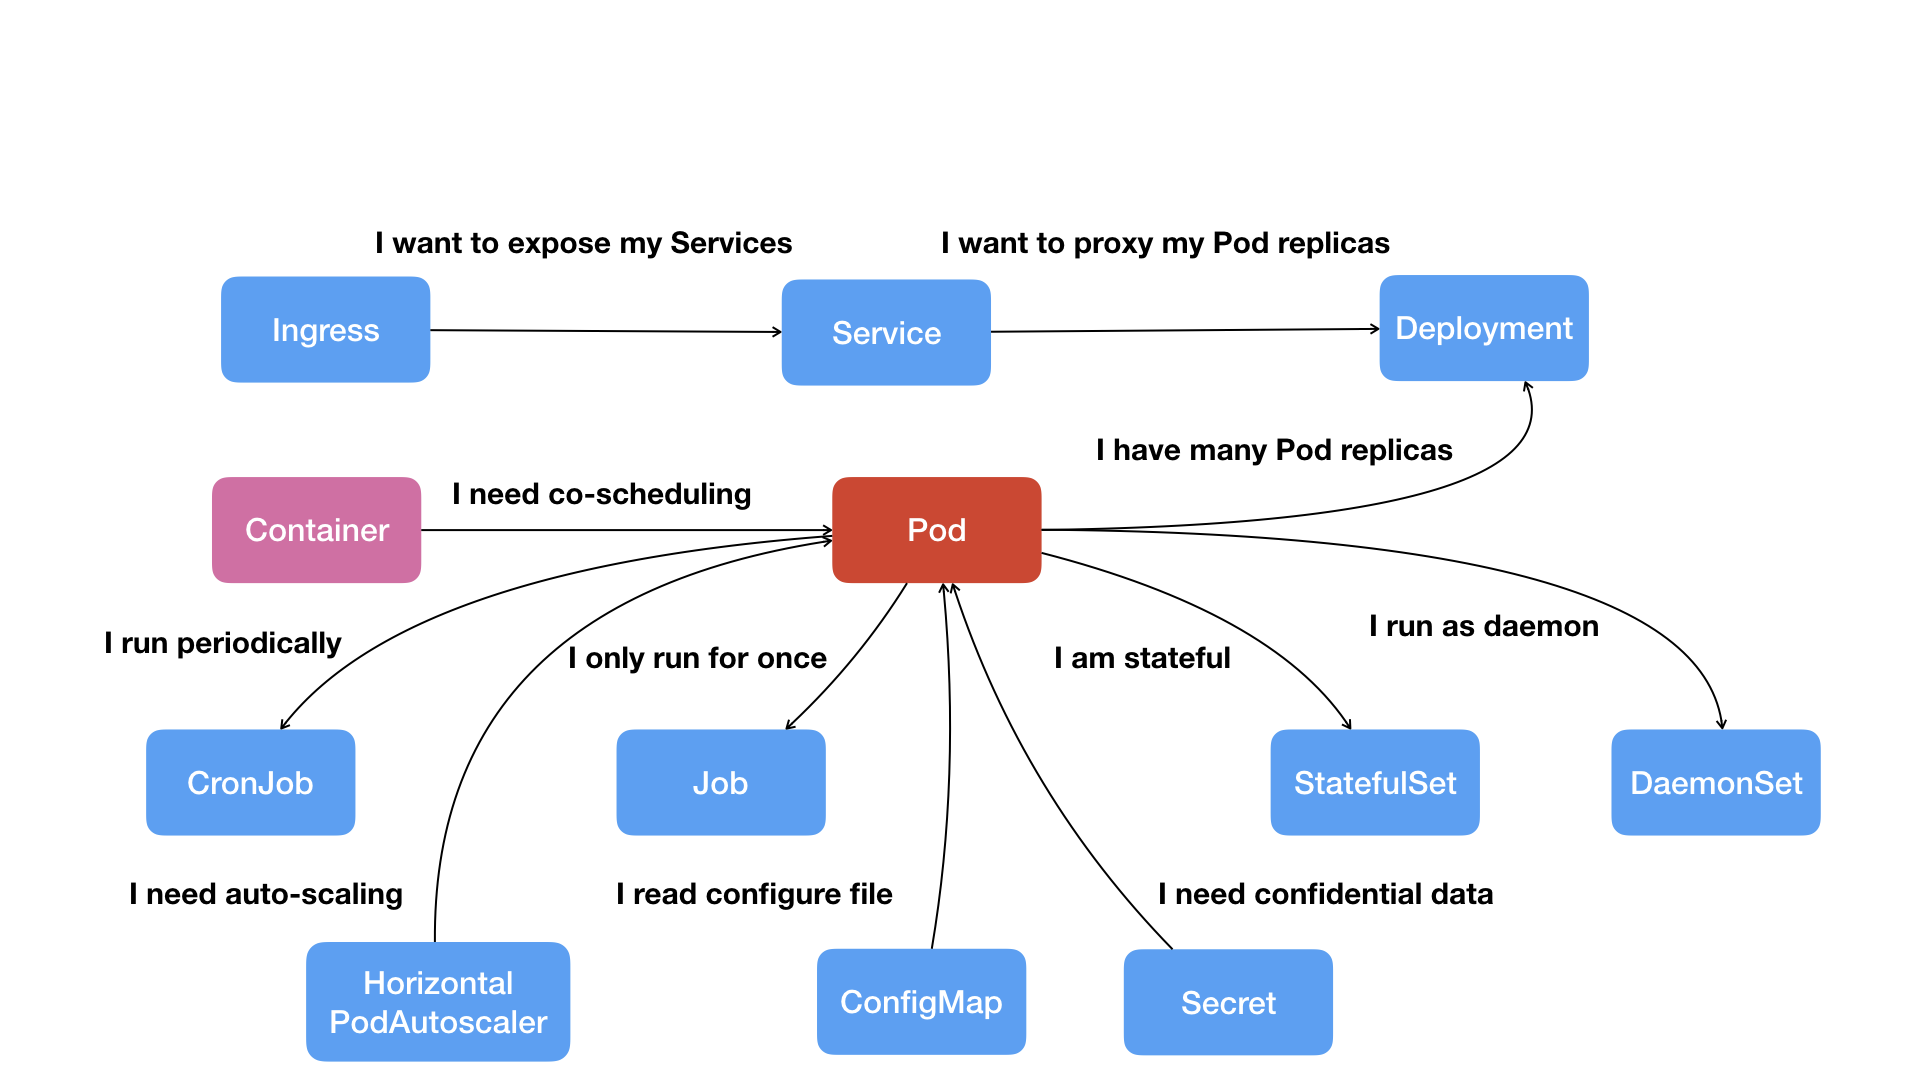 I want to expose my Services
I want to proxy my Pod replicas
Ingress
Service
Deployment
I have many Pod replicas
I need co-scheduling
Container
Pod
I run periodically
I only run for once
I am stateful
I run as daemon
CronJob
Job
StatefulSet
DaemonSet
I need auto-scaling
I read configure file
I need confidential data
Horizontal
PodAutoscaler
ConfigMap
Secret